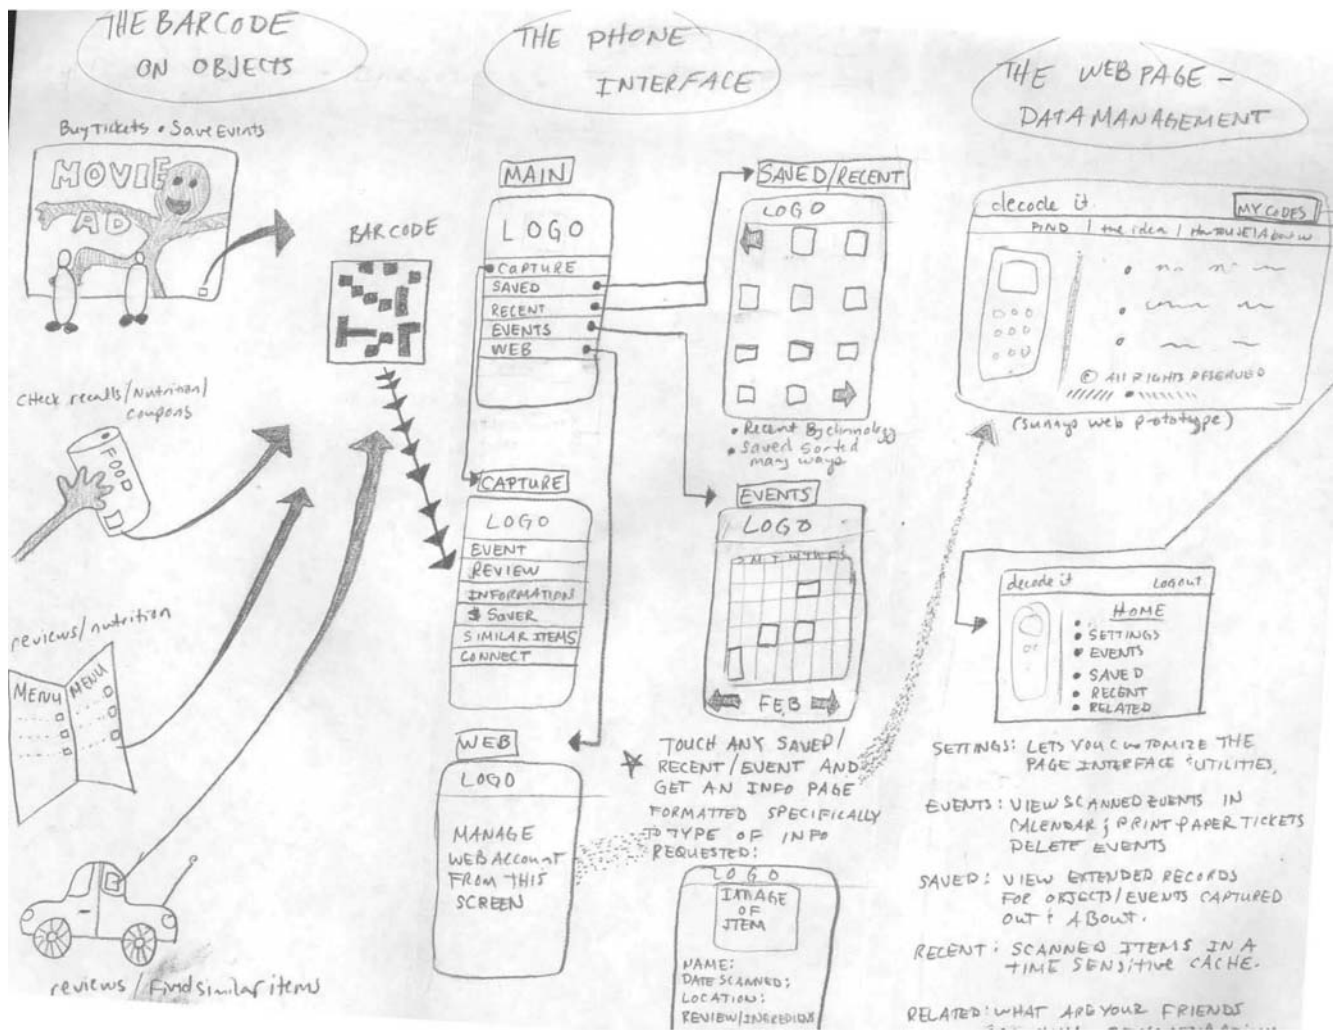 THE BARCODE
ON OBJECTS
Buy Tickets • Save Events
MOVIE
AD
BARCODE
Check recalls/Nutrition/
coupons
FOOD
reviews/nutrition
MENU
MENU
reviews / Find similar items
THE PHONE
INTERFACE
MAIN
LOGO
CAPTURE
SAVED
RECENT
EVENTS
WEB
CAPTURE
LOGO
EVENT
REVIEW
INFORMATION
$ SAVER
SIMILAR ITEMS
CONNECT
WEB
LOGO
MANAGE
WEB ACCOUNT
FROM THIS
SCREEN
SAVED/RECENT
LOGO
• Recent By
• Saved Sorted
many ways
EVENTS
LOGO
S M T W TH F S
FEB
TOUCH ANY SAVED/
RECENT/EVENT AND
GET AN INFO PAGE
FORMATTED SPECIFICALLY
TO TYPE OF INFO
REQUESTED:
LOGO
IMAGE
OF
ITEM
NAME:
DATE SCANNED:
LOCATION:
THE WEB PAGE -
DATA MANAGEMENT
decode it
MY CODES
FIND | the idea |
© All RIGHTS RESERVED
(sunnys web prototype)
decode it
LOGOUT
HOME
• SETTINGS
• EVENTS
• SAVED
• RECENT
• RELATED
SETTINGS: LETS YOU CUSTOMIZE THE
PAGE INTERFACE & UTILITIES.
EVENTS: VIEW SCANNED EVENTS IN
CALENDAR; PRINT PAPER TICKETS
DELETE EVENTS
SAVED: VIEW EXTENDED RECORDS
FOR OBJECTS/EVENTS CAPTURED
OUT & ABOUT.
RECENT: SCANNED ITEMS IN A
TIME SENSITIVE CACHE.
RELATED: WHAT ARE YOUR FRIENDS